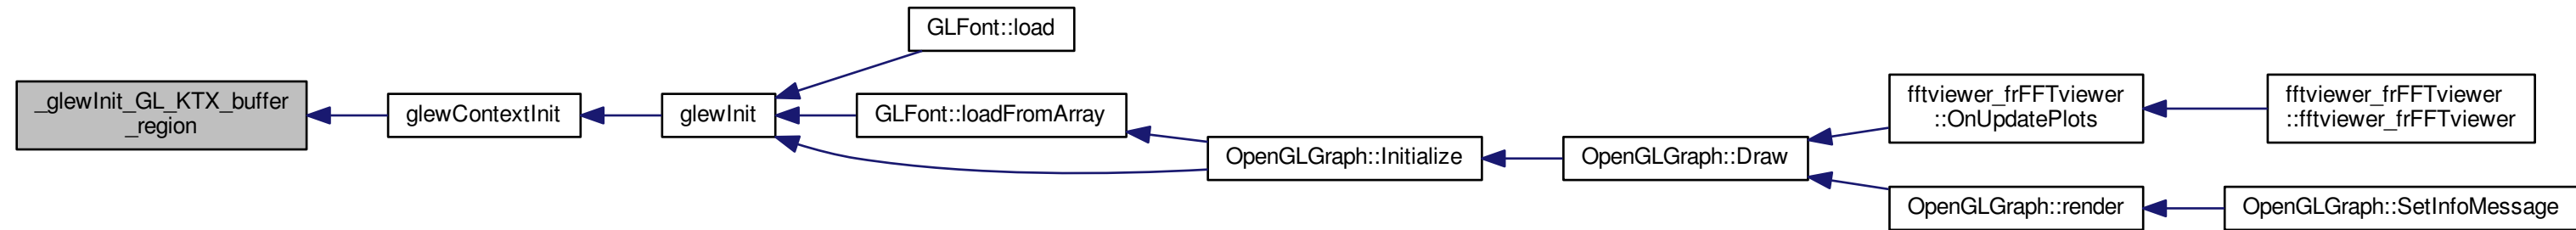 GLFont::load
_glewInit_GL_KTX_buffer
_region
glewContextInit
glewInit
GLFont::loadFromArray
OpenGLGraph::Initialize
OpenGLGraph::Draw
fftviewer_frFFTviewer
::OnUpdatePlots
fftviewer_frFFTviewer
::fftviewer_frFFTviewer
OpenGLGraph::render
OpenGLGraph::SetInfoMessage